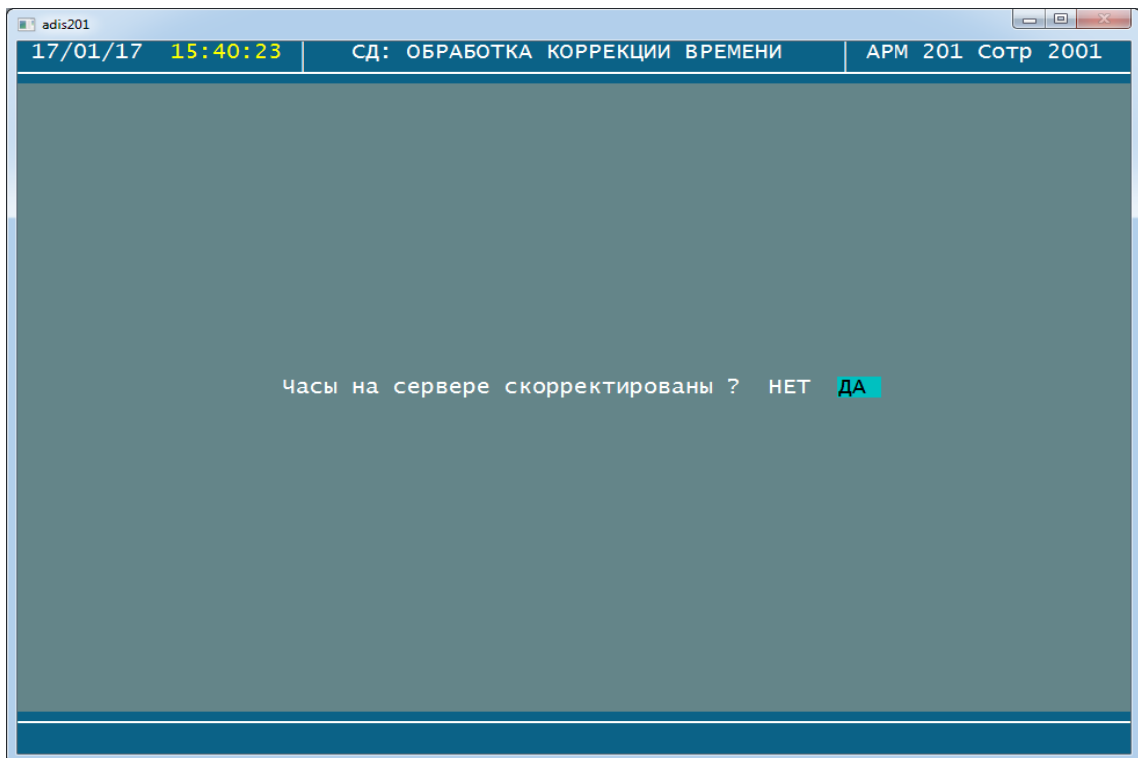 adis201
17/01/17 15:40:23 СД: ОБРАБОТКА КОРРЕКЦИИ ВРЕМЕНИ АРМ 201 Сотр 2001
Часы на сервере скорректированы ? НЕТ ДА